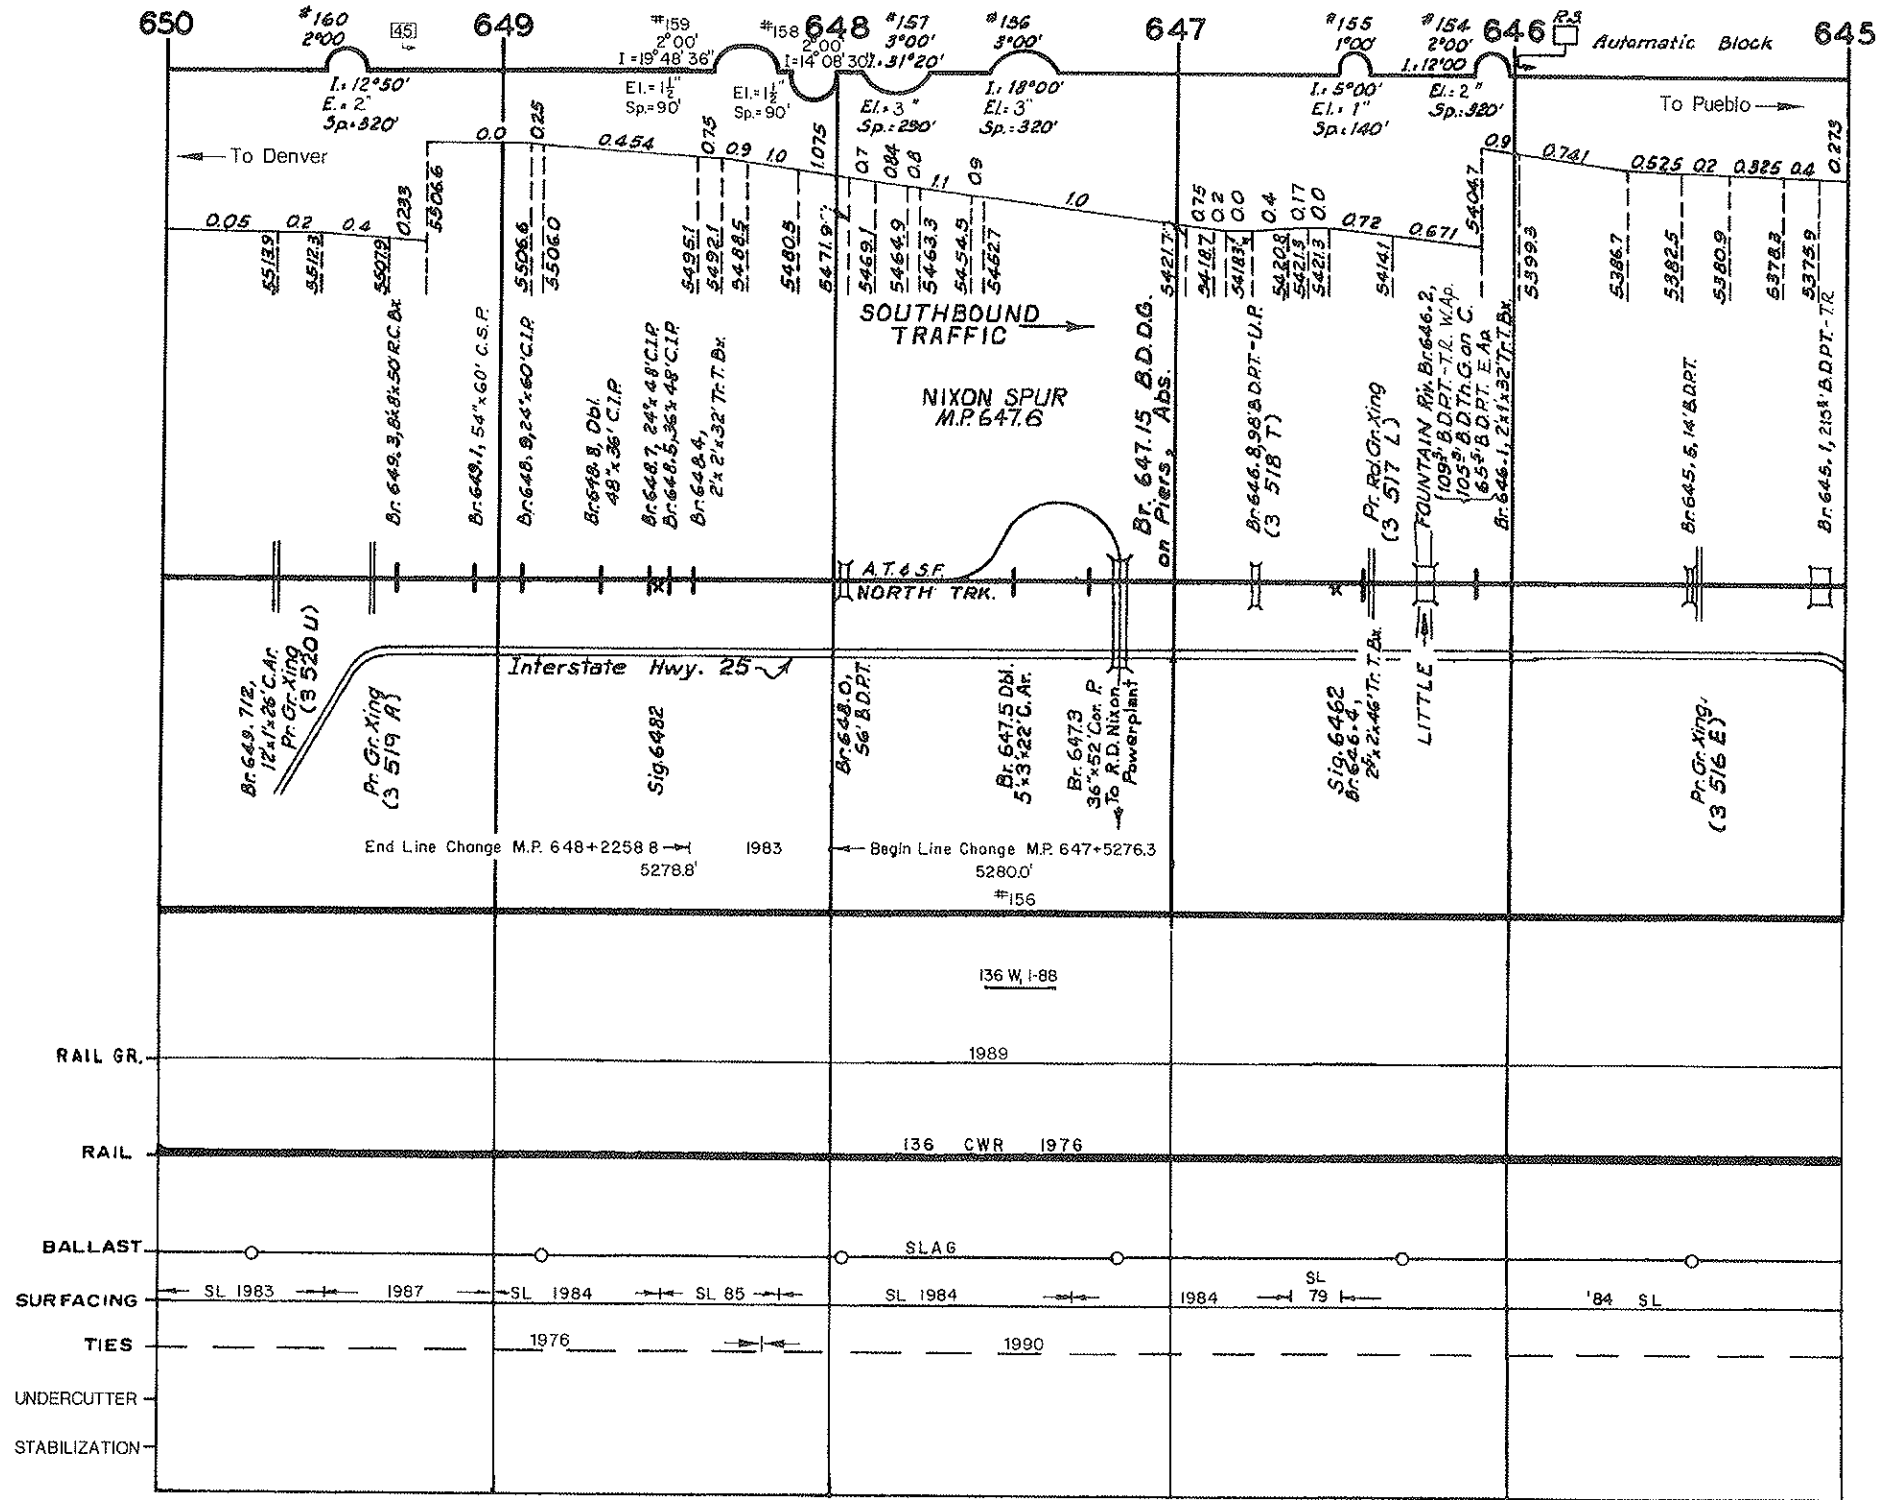 650
#160
2°00'
45
649
#159
2°00'
I=19°48'36"
#158
2°00'
I=14°08'30"
648
#157
3°00'
I.=31°20'
#156
3°00'
647
#155
1°00'
#154
2°00'
I.=12°00'
646
R.S.
Automatic Block
645
I.=12°50'
E.=2"
Sp.=320'
El.=1½"
Sp.=90'
El.=1½"
Sp.=90'
El.=3"
Sp.=290'
I.=18°00'
El.=3"
Sp.=320'
I.=5°00'
El.=1"
Sp.=140'
El.=2"
Sp.=320'
To Pueblo
To Denver
0.05
0.2
0.4
0.233
0.0
0.25
0.454
0.75
0.9
1.0
1.075
0.7
0.84
0.8
1.1
0.9
1.0
0.75
0.2
0.0
0.4
0.17
0.0
0.72
0.671
0.9
0.741
0.525
0.2
0.325
0.4
0.273
5513.9
5512.3
5507.9
5506.6
5506.6
5506.0
5495.1
5492.1
5488.5
5480.5
5471.9
5469.1
5464.9
5463.3
5454.3
5452.7
5421.7
5418.7
5418.3
5420.8
5421.3
5421.3
5414.1
5404.7
5399.3
5386.7
5382.5
5380.9
5378.3
5375.9
SOUTHBOUND
TRAFFIC
NIXON SPUR
M.P. 647.6
Br. 649.3, 8'x8'x50' R.C. Bx.
Br. 649.1, 54"x60' C.S.P.
Br. 648.9, 24"x60' C.I.P.
Br. 648.8, Dbl.
48"x36' C.I.P.
Br. 648.7, 24"x48' C.I.P.
Br. 648.5, 36"x48' C.I.P.
Br. 648.4,
2'x2'x32' Tr. T. Bx.
Br. 647.15 B.D.D.G.
on Piers, Abs.
Br. 646.8, 98' B.D.P.T.-U.P.
(3 518 T)
Pr. Rd. Gr. Xing
(3 517 L)
FOUNTAIN Riv. Br. 646.2,
B.D.P.T.-T.R. W. Ap.
B.D. Th. G. on C.
B.D.P.T. E. Ap.
Br. 646.1, 2'x1'x32' Tr. T. Bx.
Br. 645.5, 14' B.D.P.T.
Br. 645.1, B.D.P.T.-T.R.
A.T. & S.F.
NORTH TRK.
Interstate Hwy. 25
Br. 649.712,
12'x1'x26' C. Ar.
Pr. Gr. Xing
(3 520 U)
Pr. Gr. Xing
(3 519 A)
Sig. 6482
Br. 648.0,
56' B.D.P.T.
Br. 647.5 Dbl.
5'x3'x22' C. Ar.
Br. 647.3
36"x52' Cor. P.
To R.D. Nixon
Powerplant
Sig. 6462
Br. 646.4,
Tr. T. Bx.
LITTLE
Pr. Gr. Xing,
(3 516 E)
End Line Change M.P. 648+2258.8
1983
Begin Line Change M.P. 647+5276.3
5278.8'
5280.0'
#156
136 W, 1-88
RAIL GR.
1989
RAIL
136 CWR 1976
BALLAST
SLAG
SURFACING
SL 1983
1987
SL 1984
SL 85
SL 1984
1984
SL
79
'84 SL
TIES
1976
1990
UNDERCUTTER
STABILIZATION